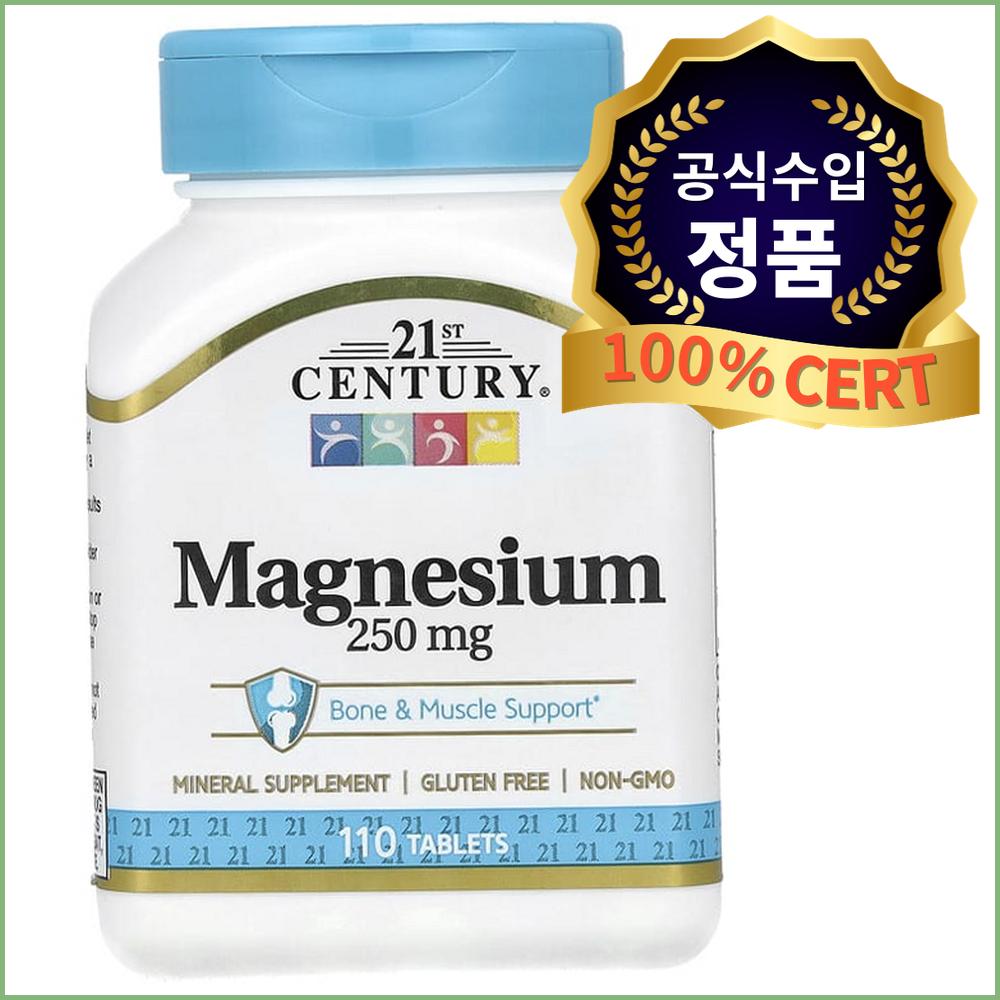 공식수입
정품
100% CERT
21ST
CENTURY®
Magnesium
250 mg
Bone & Muscle Support*
MINERAL SUPPLEMENT | GLUTEN FREE | NON-GMO
110 TABLETS